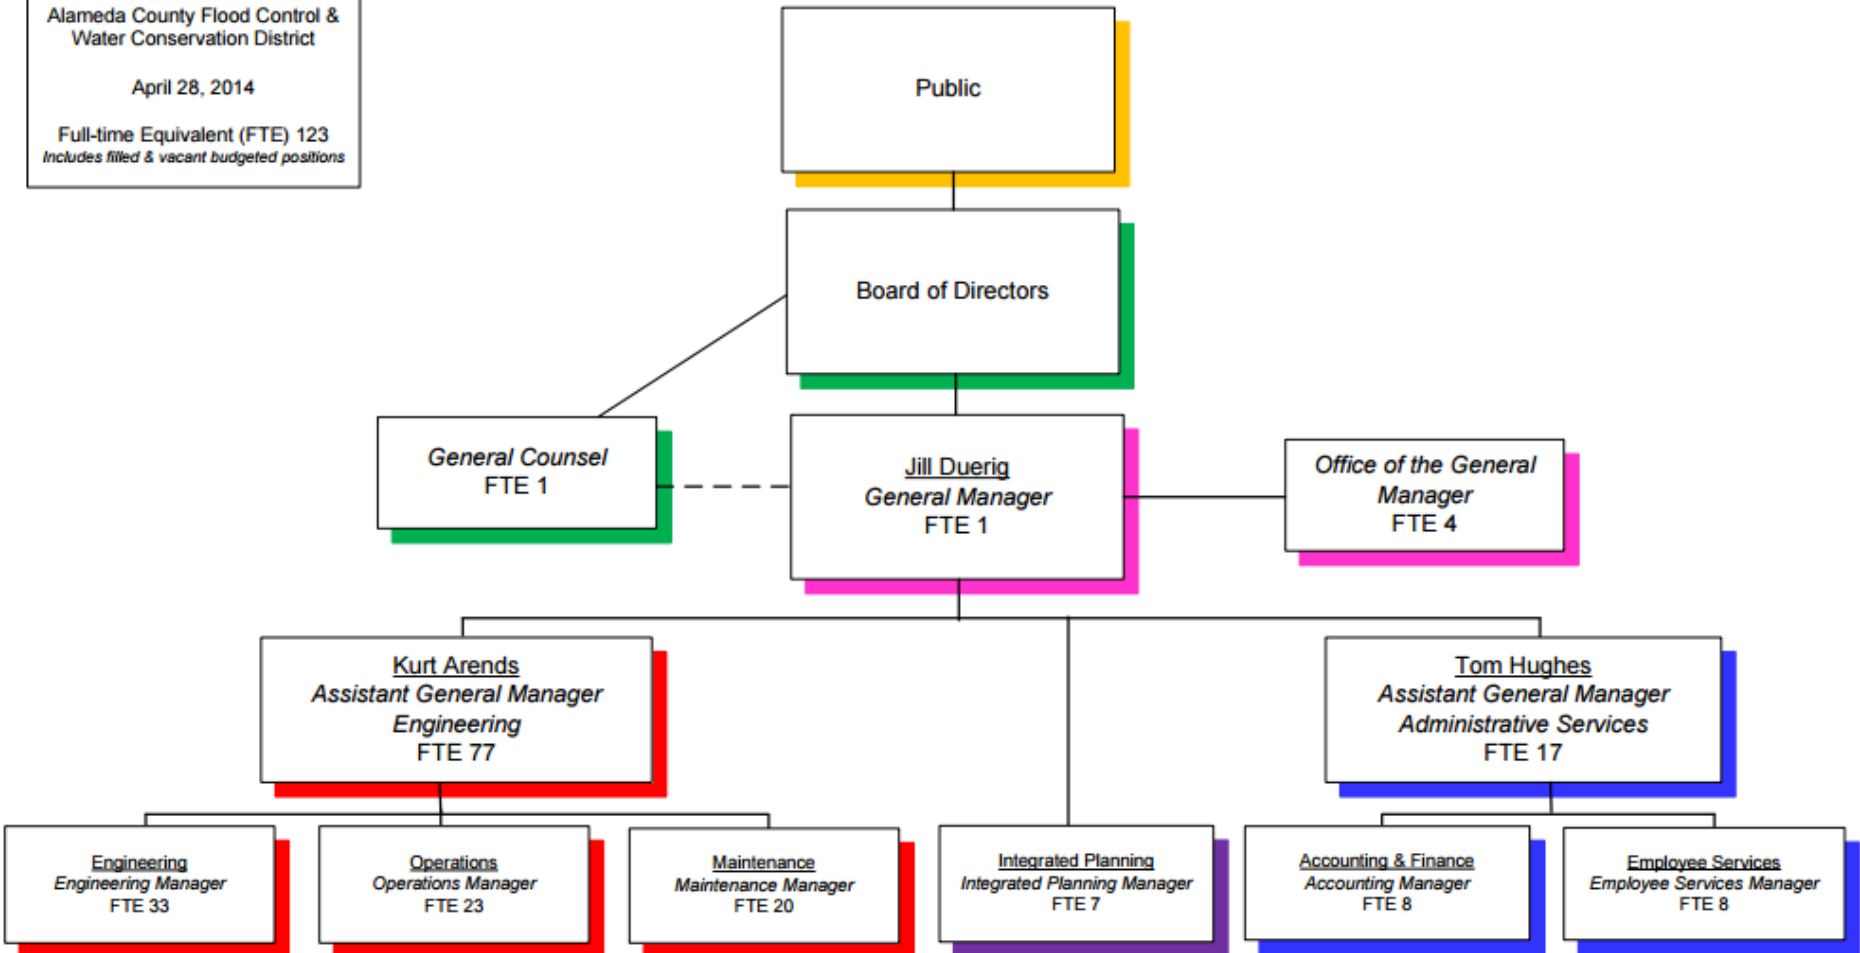 Alameda County Flood Control &
Water Conservation District
April 28, 2014
Full-time Equivalent (FTE) 123
Includes filled & vacant budgeted positions
Public
Board of Directors
General Counsel
FTE 1
Jill Duerig
General Manager
FTE 1
Office of the General
Manager
FTE 4
Kurt Arends
Assistant General Manager
Engineering
FTE 77
Tom Hughes
Assistant General Manager
Administrative Services
FTE 17
Engineering
Engineering Manager
FTE 33
Operations
Operations Manager
FTE 23
Maintenance
Maintenance Manager
FTE 20
Integrated Planning
Integrated Planning Manager
FTE 7
Accounting & Finance
Accounting Manager
FTE 8
Employee Services
Employee Services Manager
FTE 8